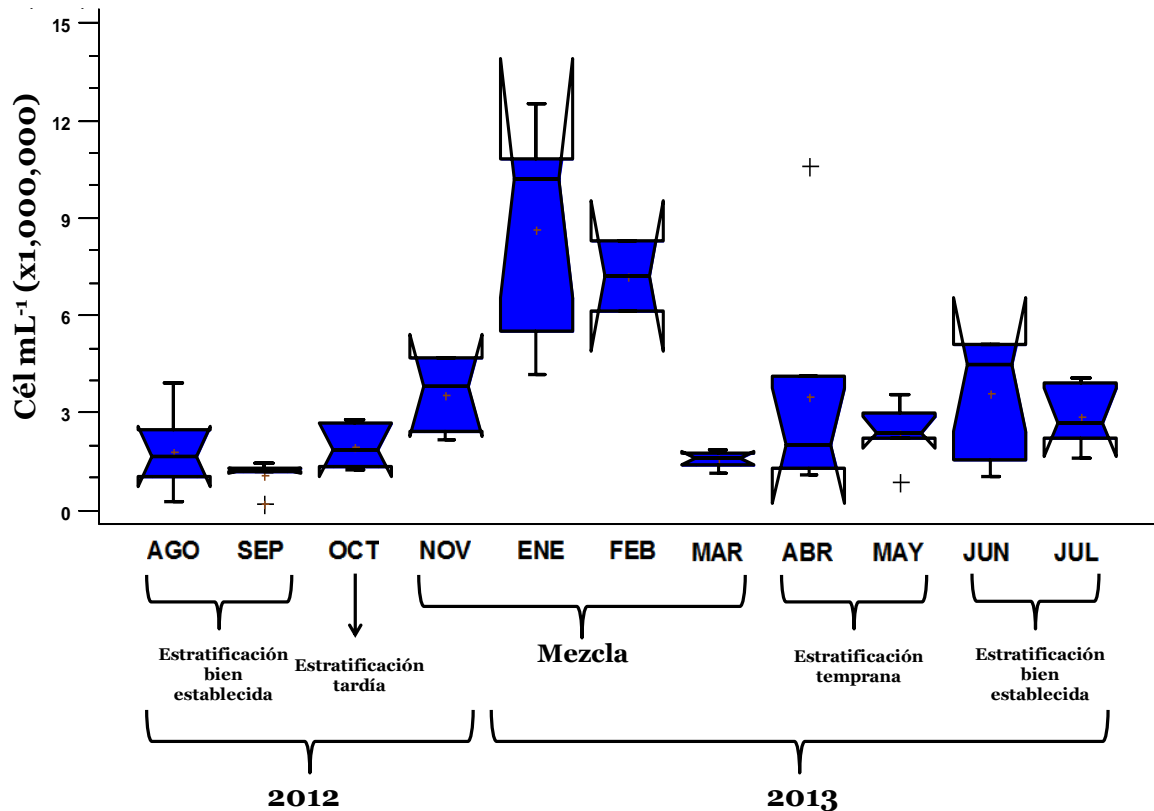 Cél mL⁻¹ (x1,000,000)
15
12
9
6
3
0
AGO SEP OCT NOV ENE FEB MAR ABR MAY JUN JUL
Estratificación
bien
establecida
Estratificación
tardía
Mezcla
Estratificación
temprana
Estratificación
bien
establecida
2012 2013